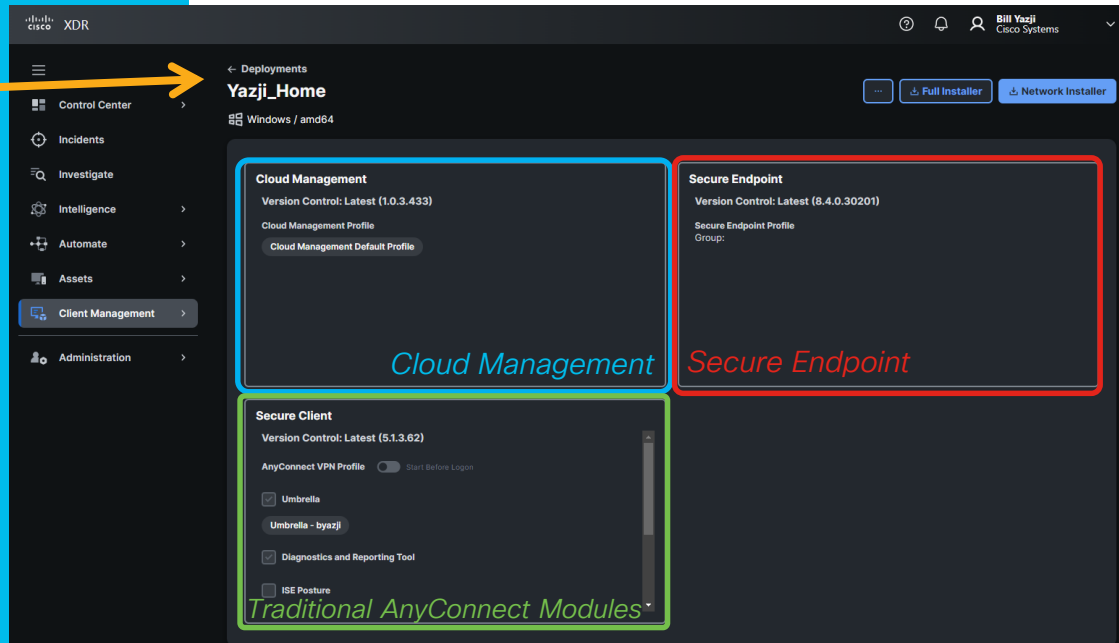 cisco XDR
Bill Yazji
Cisco Systems
← Deployments
Yazji_Home
Windows / amd64
... Full Installer Network Installer
Control Center
Incidents
Investigate
Intelligence
Automate
Assets
Client Management
Administration
Cloud Management
Version Control: Latest (1.0.3.433)
Cloud Management Profile
Cloud Management Default Profile
Cloud Management
Secure Endpoint
Version Control: Latest (8.4.0.30201)
Secure Endpoint Profile
Group:
Secure Endpoint
Secure Client
Version Control: Latest (5.1.3.62)
AnyConnect VPN Profile Start Before Logon
Umbrella
Umbrella - byazji
Diagnostics and Reporting Tool
ISE Posture
Traditional AnyConnect Modules